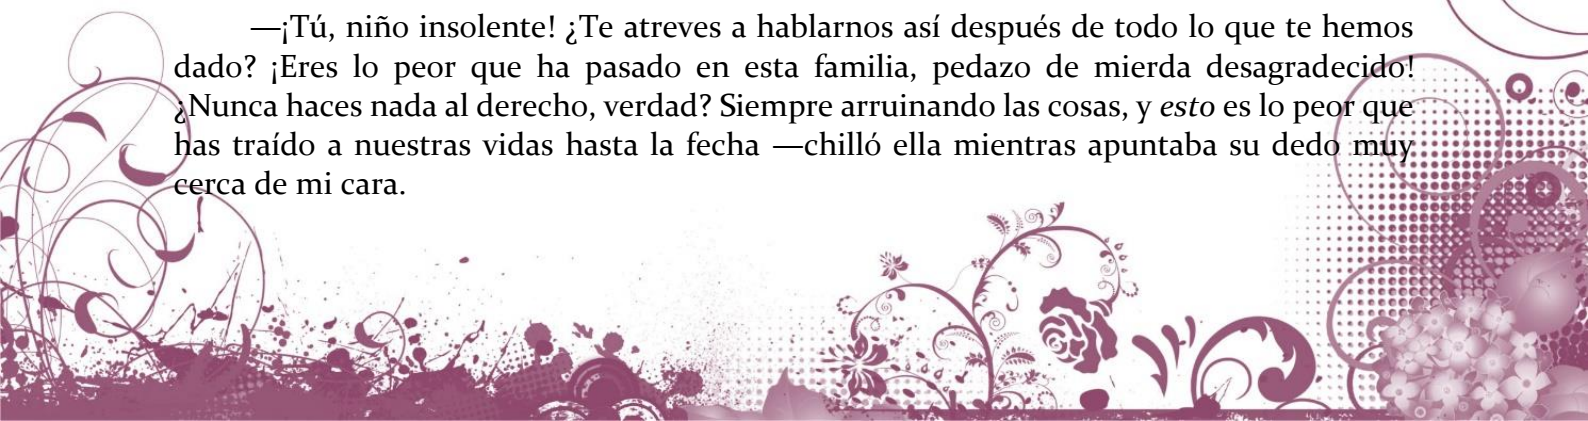 —¡Tú, niño insolente! ¿Te atreves a hablarnos así después de todo lo que te hemos
dado? ¡Eres lo peor que ha pasado en esta familia, pedazo de mierda desagradecido!
¿Nunca haces nada al derecho, verdad? Siempre arruinando las cosas, y esto es lo peor que
has traído a nuestras vidas hasta la fecha —chilló ella mientras apuntaba su dedo muy
cerca de mi cara.